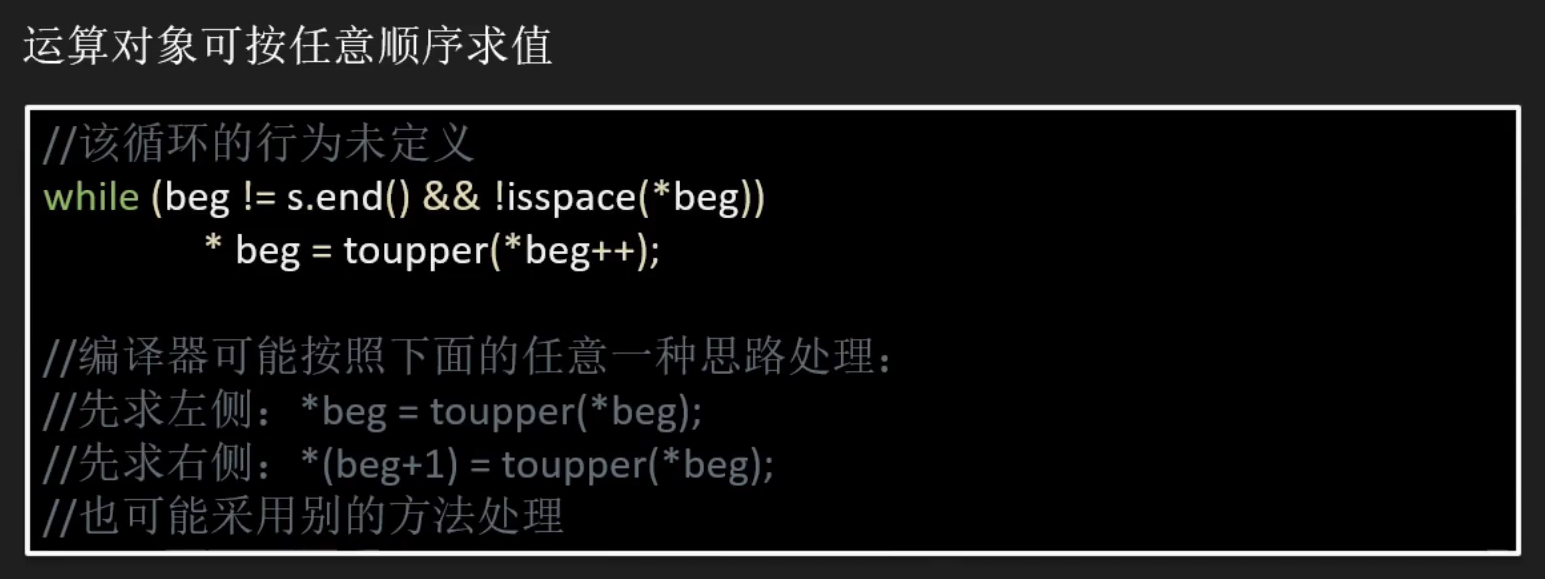 运算对象可按任意顺序求值
//该循环的行为未定义
while (beg != s.end() && !isspace(*beg))
* beg = toupper(*beg++);
//编译器可能按照下面的任意一种思路处理：
//先求左侧：*beg = toupper(*beg);
//先求右侧：*(beg+1) = toupper(*beg);
//也可能采用别的方法处理